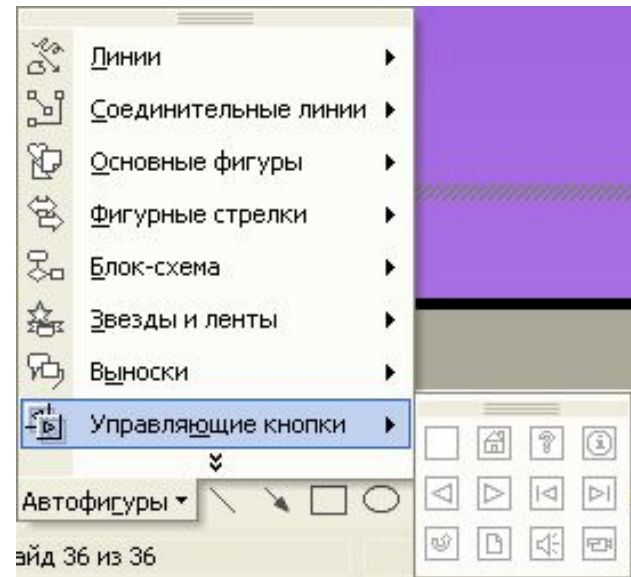 Линии
Соединительные линии
Основные фигуры
Фигурные стрелки
Блок-схема
Звезды и ленты
Выноски
Управляющие кнопки
Автофигуры
айд 36 из 36